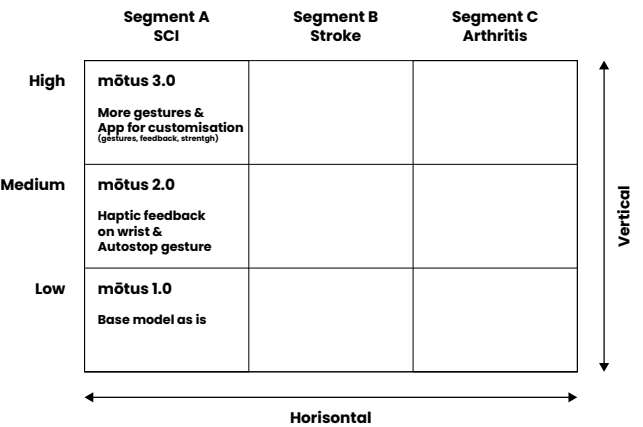 Segment A
SCI
Segment B
Stroke
Segment C
Arthritis
High
mōtus 3.0
More gestures &
App for customisation
(gestures, feedback, strentgh)
Medium
mōtus 2.0
Haptic feedback
on wrist &
Autostop gesture
Low
mōtus 1.0
Base model as is
Vertical
Horisontal